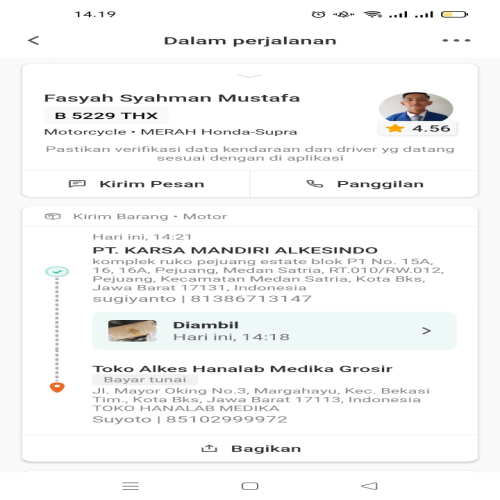 14.19
Dalam perjalanan
Fasyah Syahman Mustafa
B 5229 THX
4.56
Motorcycle • MERAH Honda-Supra
Pastikan verifikasi data kendaraan dan driver yg datang
sesuai dengan di aplikasi
Kirim Pesan
Panggilan
Kirim Barang • Motor
Hari ini, 14:21
PT. KARSA MANDIRI ALKESINDO
komplek ruko pejuang estate blok P1 No. 15A,
16, 16A, Pejuang, Medan Satria, RT.010/RW.012,
Pejuang, Kecamatan Medan Satria, Kota Bks,
Jawa Barat 17131, Indonesia
sugiyanto | 81386713147
Diambil
Hari ini, 14:18
Toko Alkes Hanalab Medika Grosir
Bayar tunai
Jl. Mayor Oking No.3, Margahayu, Kec. Bekasi
Tim., Kota Bks, Jawa Barat 17113, Indonesia
TOKO HANALAB MEDIKA
Suyoto | 85102999972
Bagikan